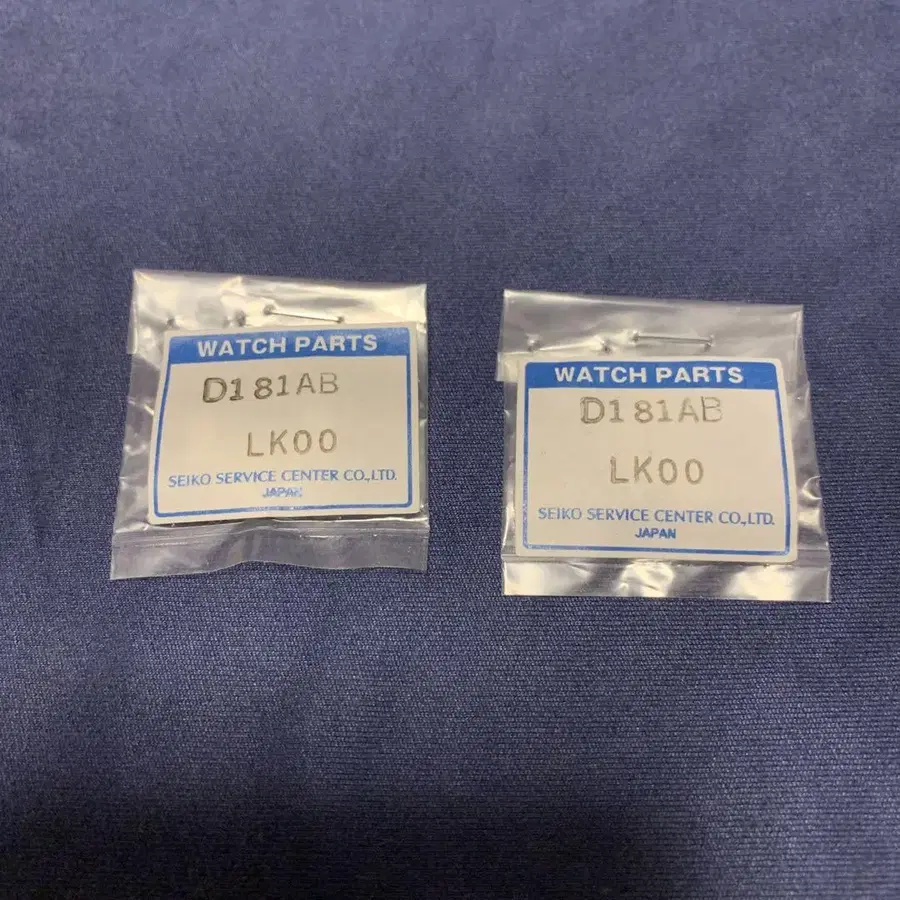 WATCH PARTS
D181AB
LK00
SEIKO SERVICE CENTER CO.,LTD.
JAPAN
WATCH PARTS
D181AB
LK00
SEIKO SERVICE CENTER CO.,LTD.
JAPAN